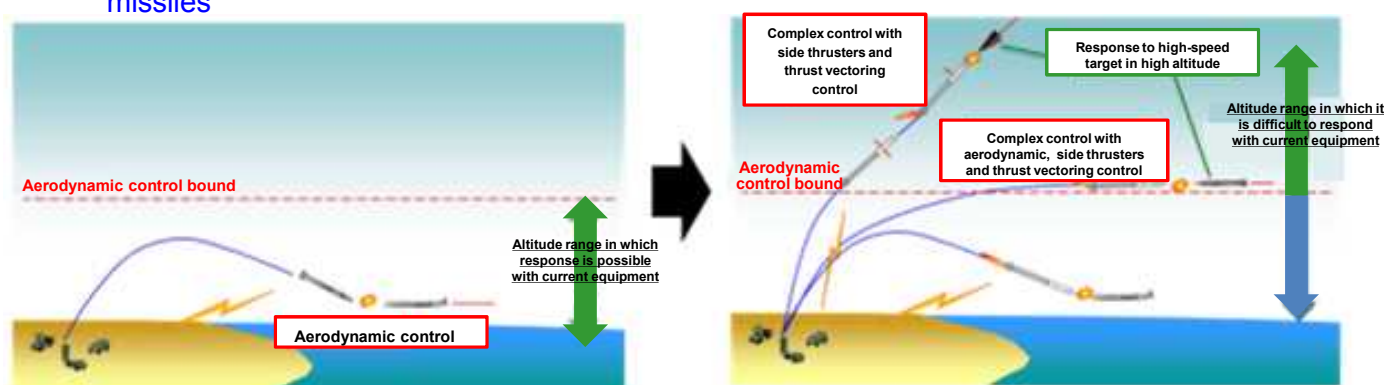 missiles
Aerodynamic control bound
Altitude range in which
response is possible
with current equipment
Aerodynamic control
Complex control with
side thrusters and
thrust vectoring
control
Response to high-speed
target in high altitude
Altitude range in which it
is difficult to respond
with current equipment
Complex control with
aerodynamic, side thrusters
and thrust vectoring control
Aerodynamic
control bound